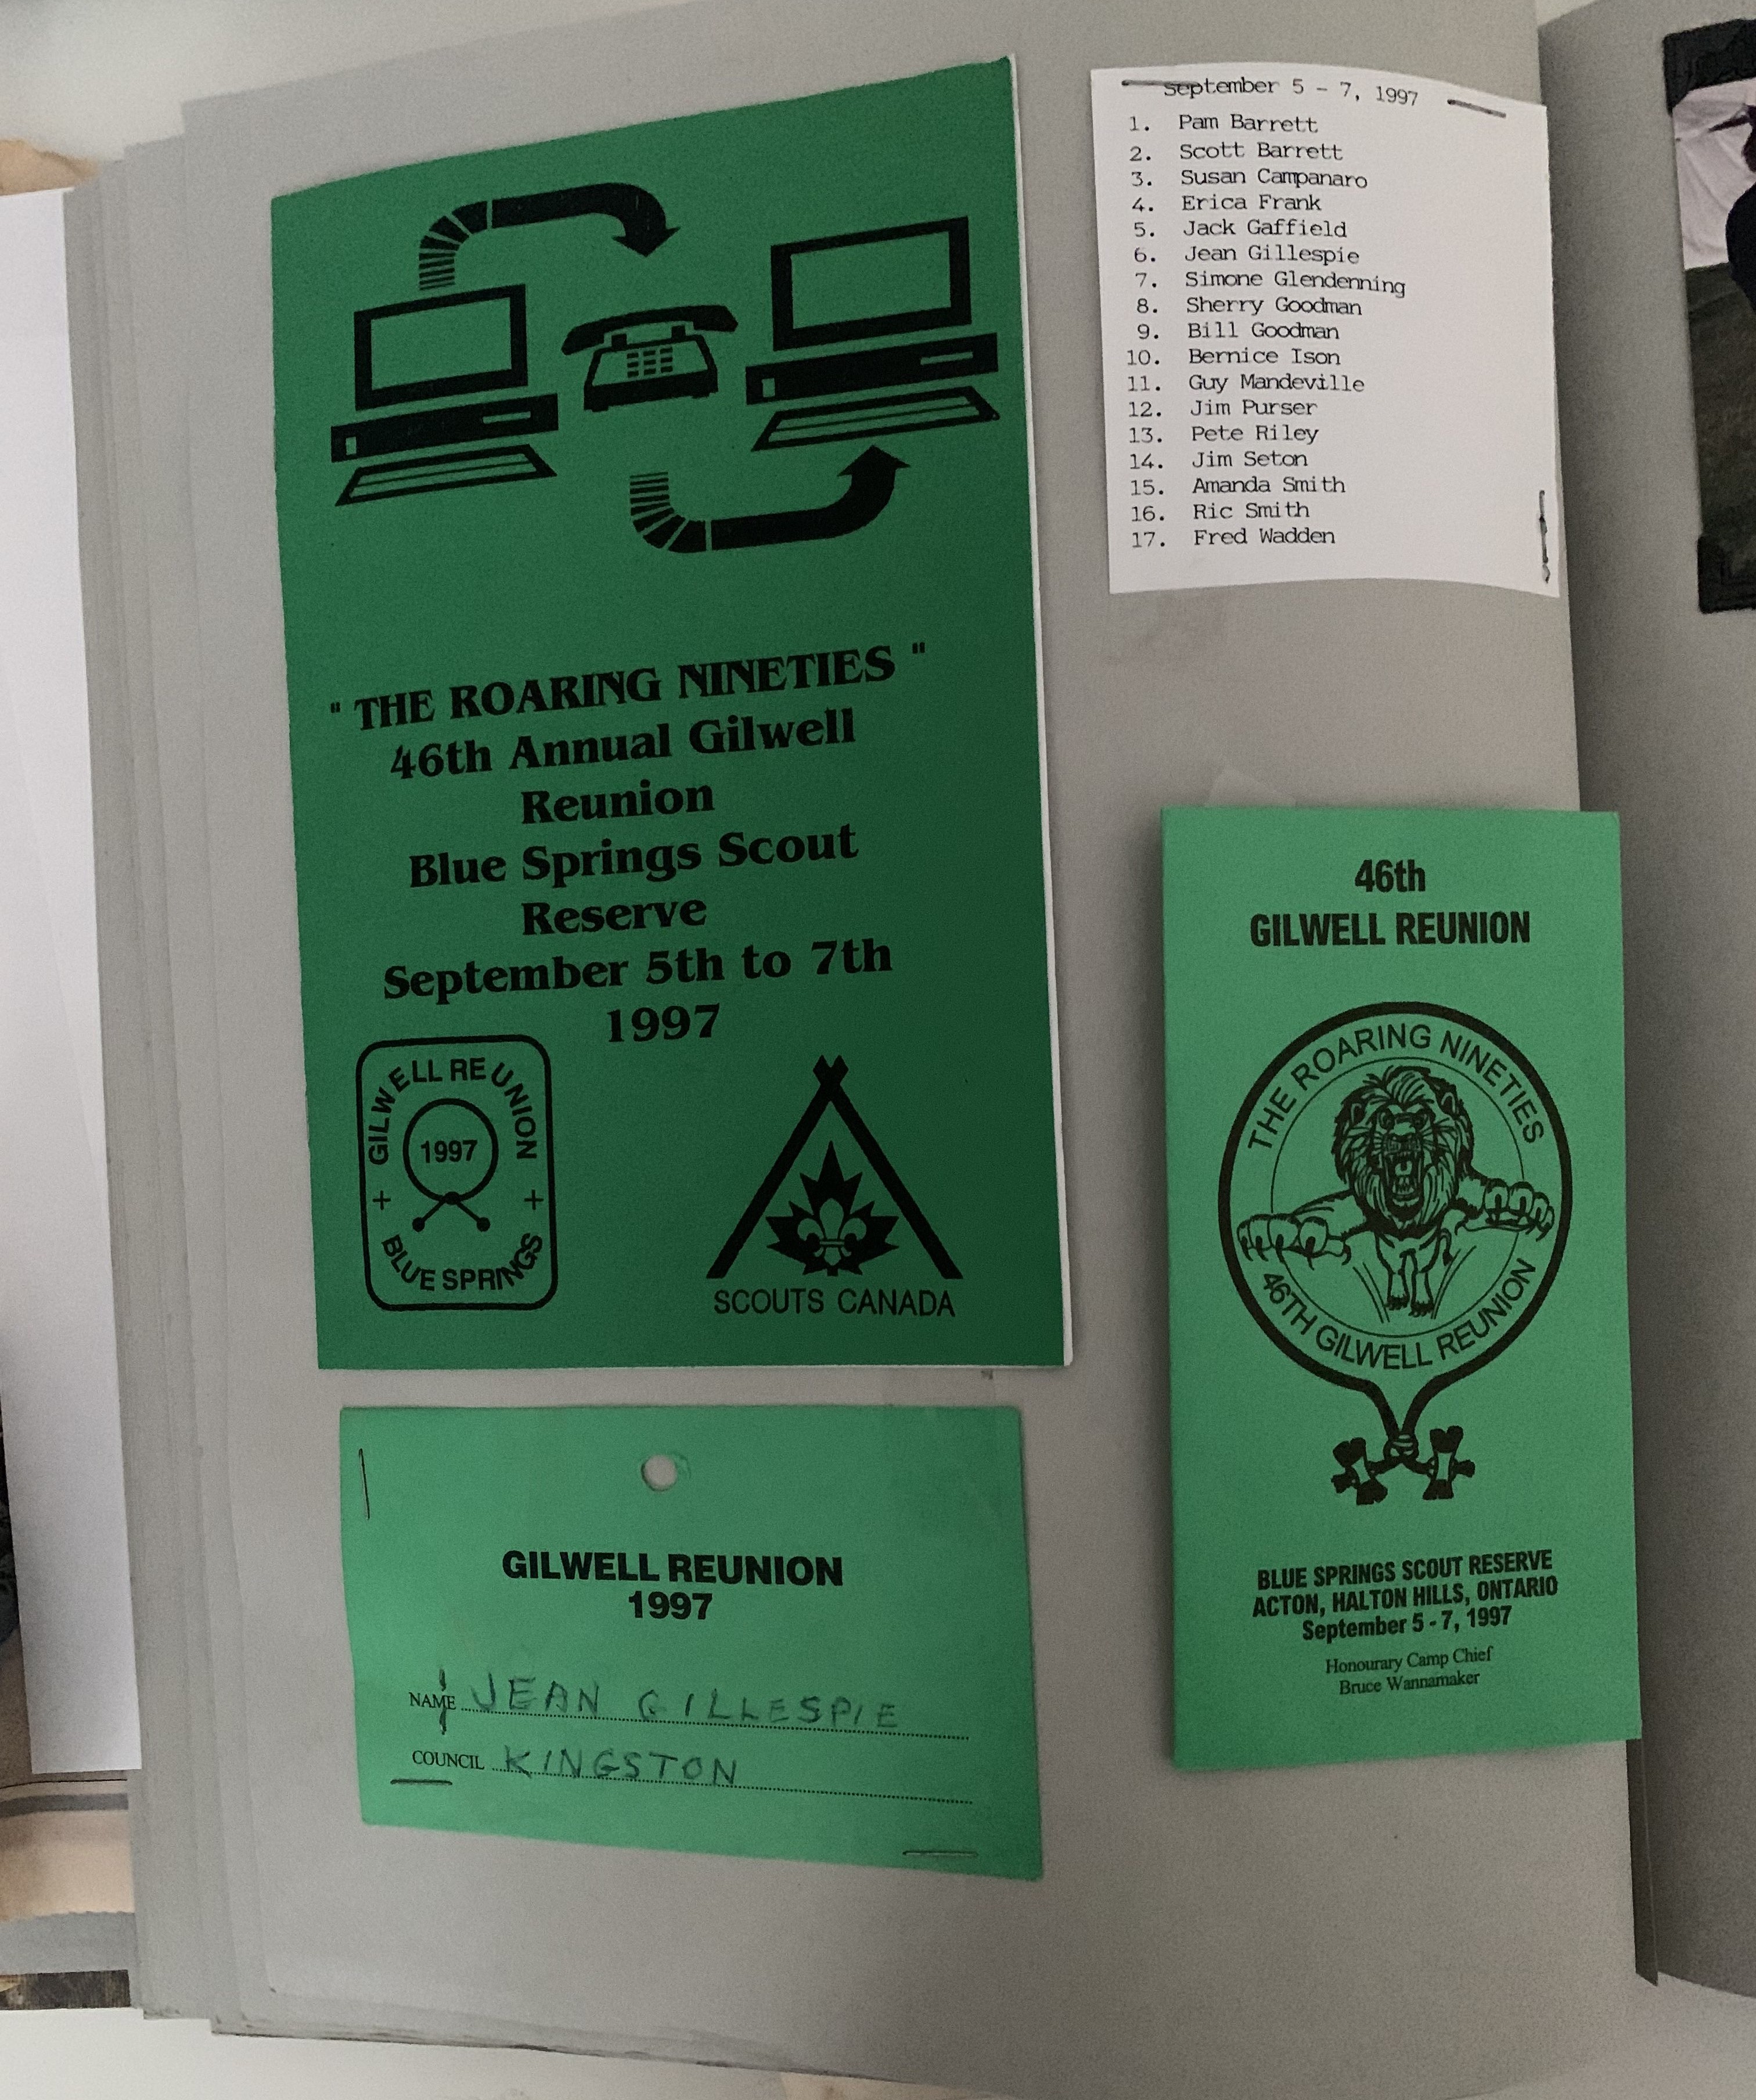 " THE ROARING NINETIES "
46th Annual Gilwell
Reunion
Blue Springs Scout
Reserve
September 5th to 7th
1997
GILWELL REUNION
1997
+ +
BLUE SPRINGS
SCOUTS CANADA
September 5 - 7, 1997
1. Pam Barrett
2. Scott Barrett
3. Susan Campanaro
4. Erica Frank
5. Jack Gaffield
6. Jean Gillespie
7. Simone Glendenning
8. Sherry Goodman
9. Bill Goodman
10. Bernice Ison
11. Guy Mandeville
12. Jim Purser
13. Pete Riley
14. Jim Seton
15. Amanda Smith
16. Ric Smith
17. Fred Wadden
46th
GILWELL REUNION
THE ROARING NINETIES
46TH GILWELL REUNION
BLUE SPRINGS SCOUT RESERVE
ACTON, HALTON HILLS, ONTARIO
September 5 - 7, 1997
Honourary Camp Chief
Bruce Wannamaker
GILWELL REUNION
1997
NAME JEAN GILLESPIE
COUNCIL KINGSTON